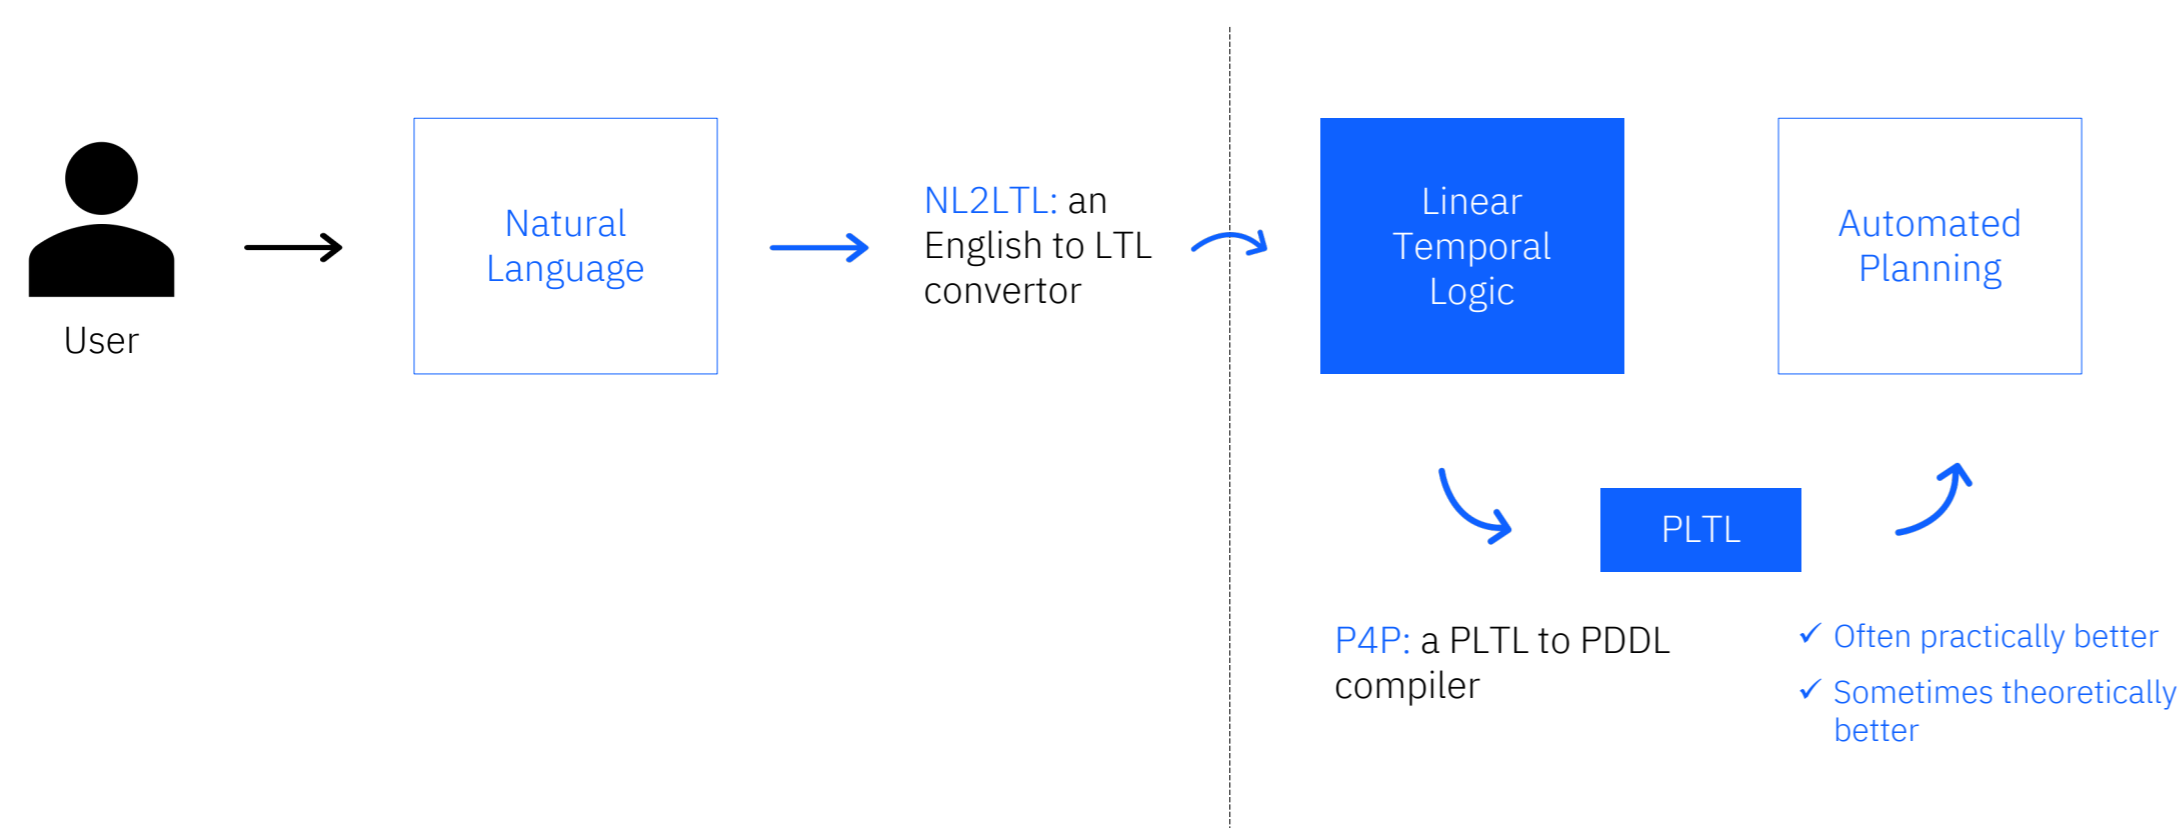 User
Natural
Language
NL2LTL: an
English to LTL
convertor
Linear
Temporal
Logic
Automated
Planning
PLTL
P4P: a PLTL to PDDL
compiler
✓ Often practically better
✓ Sometimes theoretically
better